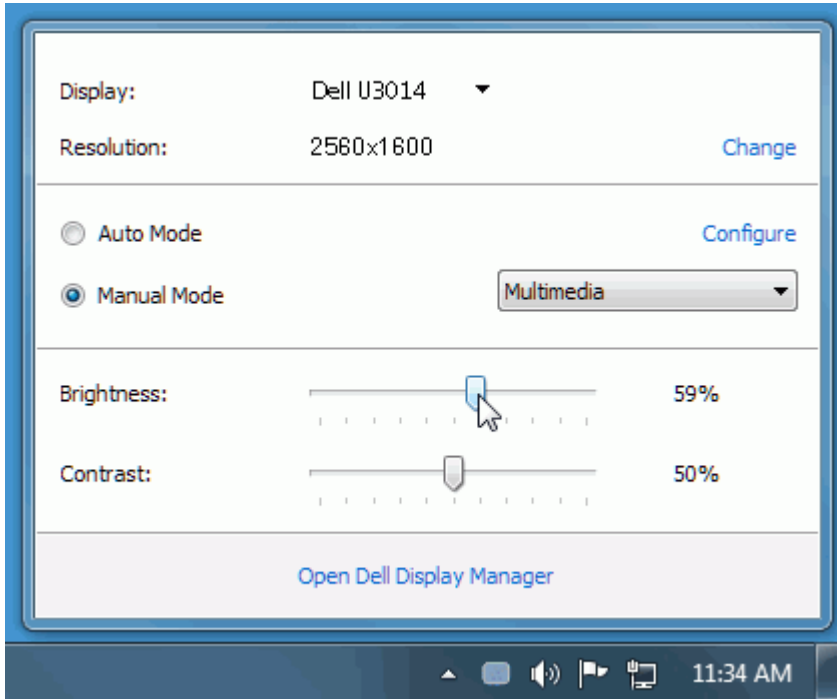 Display: Dell U3014
Resolution: 2560x1600 Change
Auto Mode Configure
Manual Mode Multimedia
Brightness: 59%
Contrast: 50%
Open Dell Display Manager
11:34 AM